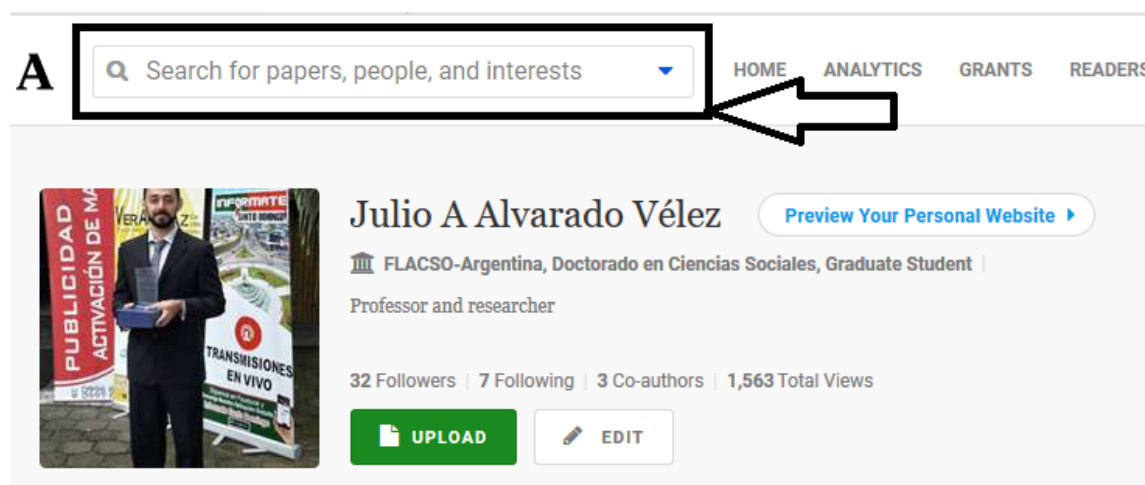 A
Search for papers, people, and interests
HOME ANALYTICS GRANTS READERS
Julio A Alvarado Vélez
Preview Your Personal Website
FLACSO-Argentina, Doctorado en Ciencias Sociales, Graduate Student
Professor and researcher
32 Followers 7 Following 3 Co-authors 1,563 Total Views
UPLOAD
EDIT
PUBLICIDAD
ACTIVACIÓN DE MA
INFORMATE
SANTO DOMINGO
TRANSMISIONES
EN VIVO